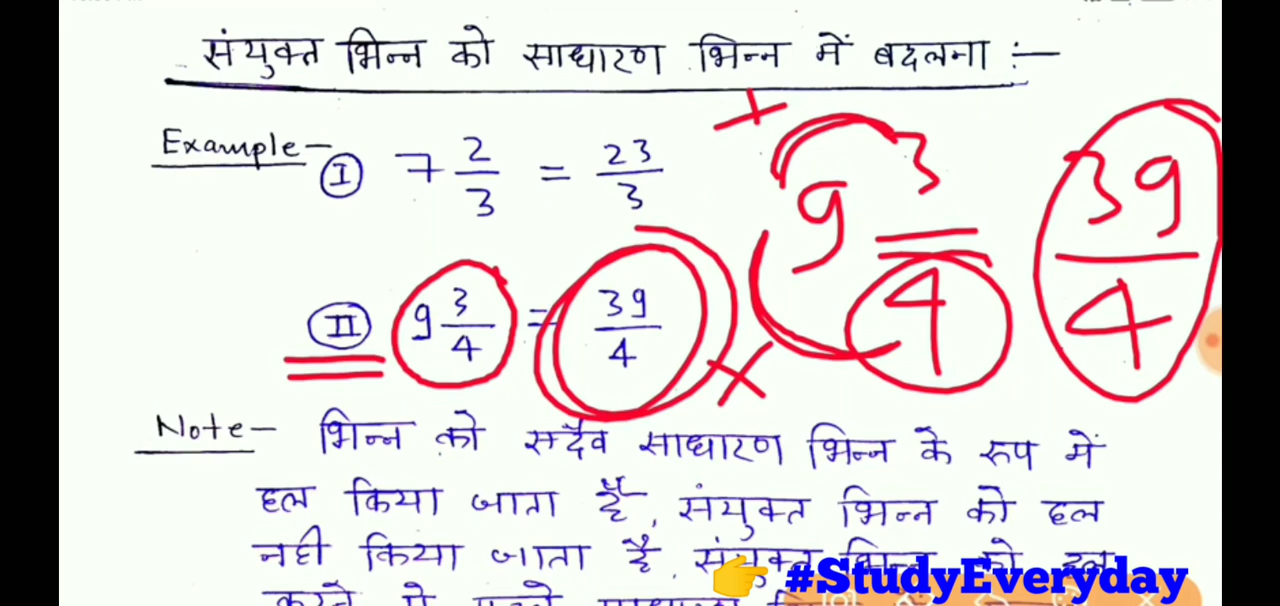 संयुक्त भिन्न को साधारण भिन्न में बदलना :—
Example - I 7 2/3 = 23/3
+ 9 3/4 × 39/4
II 9 3/4 = 39/4
Note - भिन्न को सदैव साधारण भिन्न के रूप में
हल किया जाता है, संयुक्त भिन्न को हल
नही किया जाता है, संयुक्त भिन्न को हल
👉 #StudyEveryday